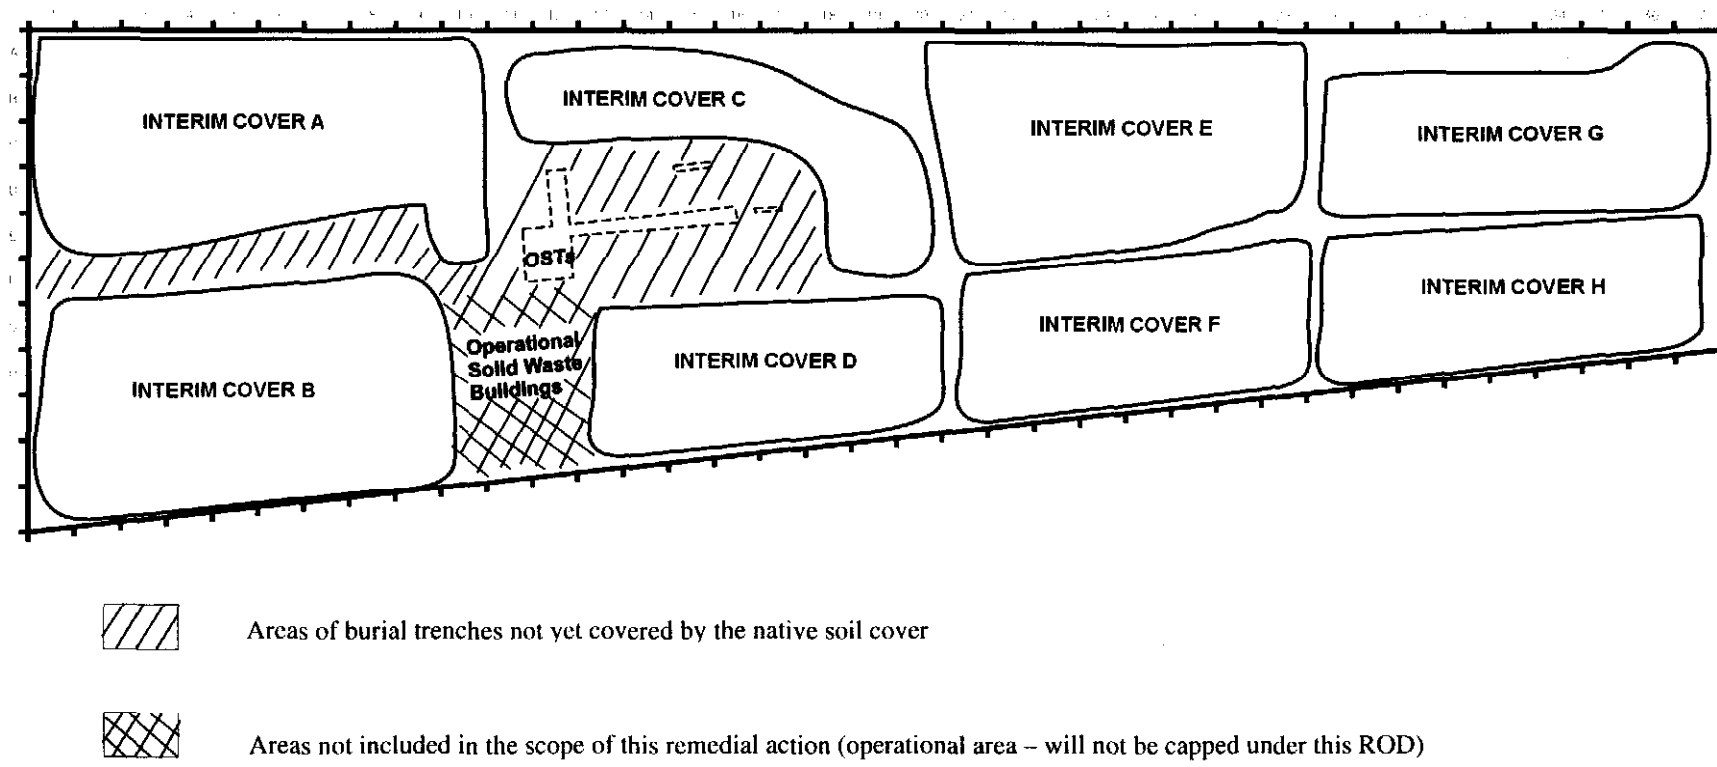 INTERIM COVER A
INTERIM COVER C
INTERIM COVER E
INTERIM COVER G
OSTs
INTERIM COVER H
INTERIM COVER F
Operational
Solid Waste
Buildings
INTERIM COVER D
INTERIM COVER B
Areas of burial trenches not yet covered by the native soil cover
Areas not included in the scope of this remedial action (operational area – will not be capped under this ROD)